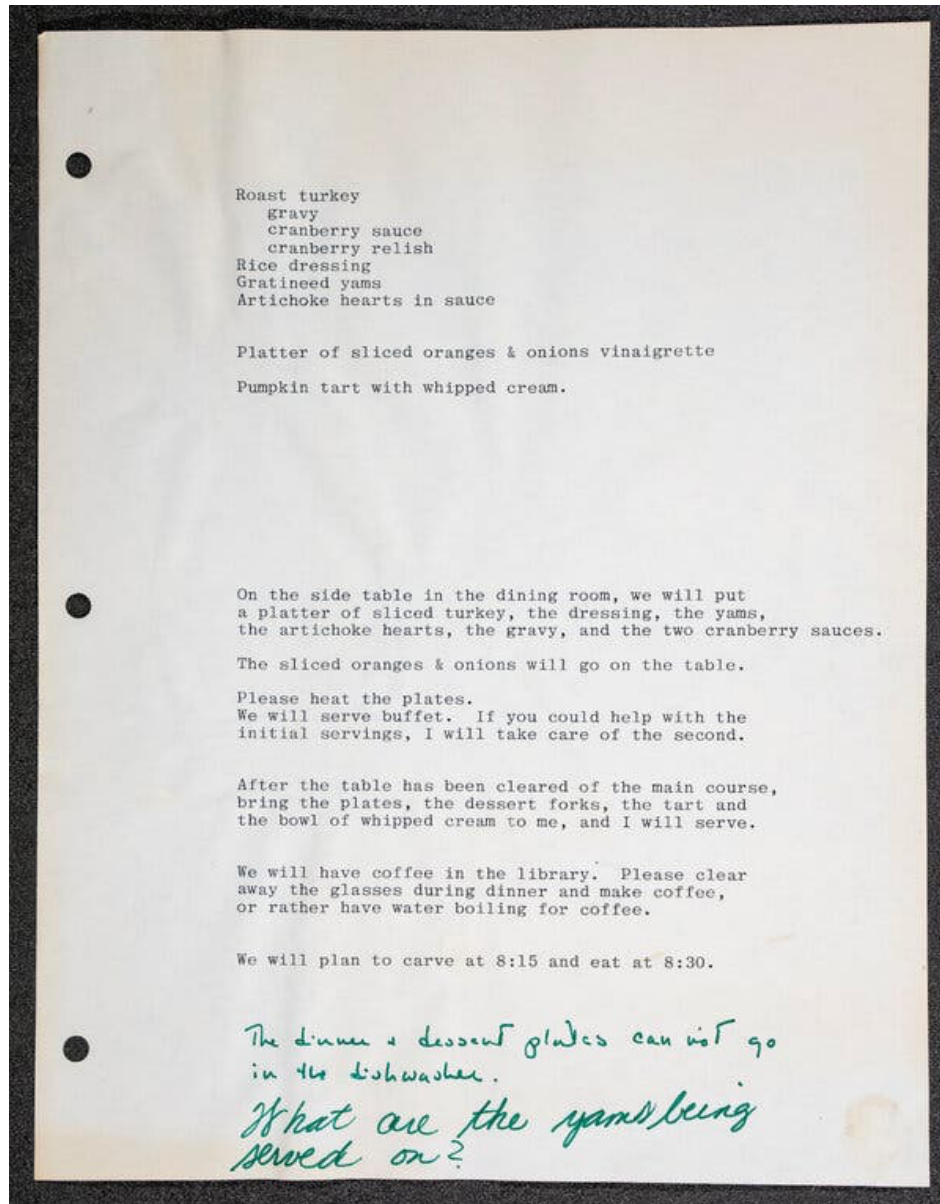 Roast turkey
gravy
cranberry sauce
cranberry relish
Rice dressing
Gratineed yams
Artichoke hearts in sauce
Platter of sliced oranges & onions vinaigrette
Pumpkin tart with whipped cream.
On the side table in the dining room, we will put
a platter of sliced turkey, the dressing, the yams,
the artichoke hearts, the gravy, and the two cranberry sauces.
The sliced oranges & onions will go on the table.
Please heat the plates.
We will serve buffet. If you could help with the
initial servings, I will take care of the second.
After the table has been cleared of the main course,
bring the plates, the dessert forks, the tart and
the bowl of whipped cream to me, and I will serve.
We will have coffee in the library. Please clear
away the glasses during dinner and make coffee,
or rather have water boiling for coffee.
We will plan to carve at 8:15 and eat at 8:30.
The dinner & dessert plates can not go
in the dishwasher.
What are the yams being
served on?